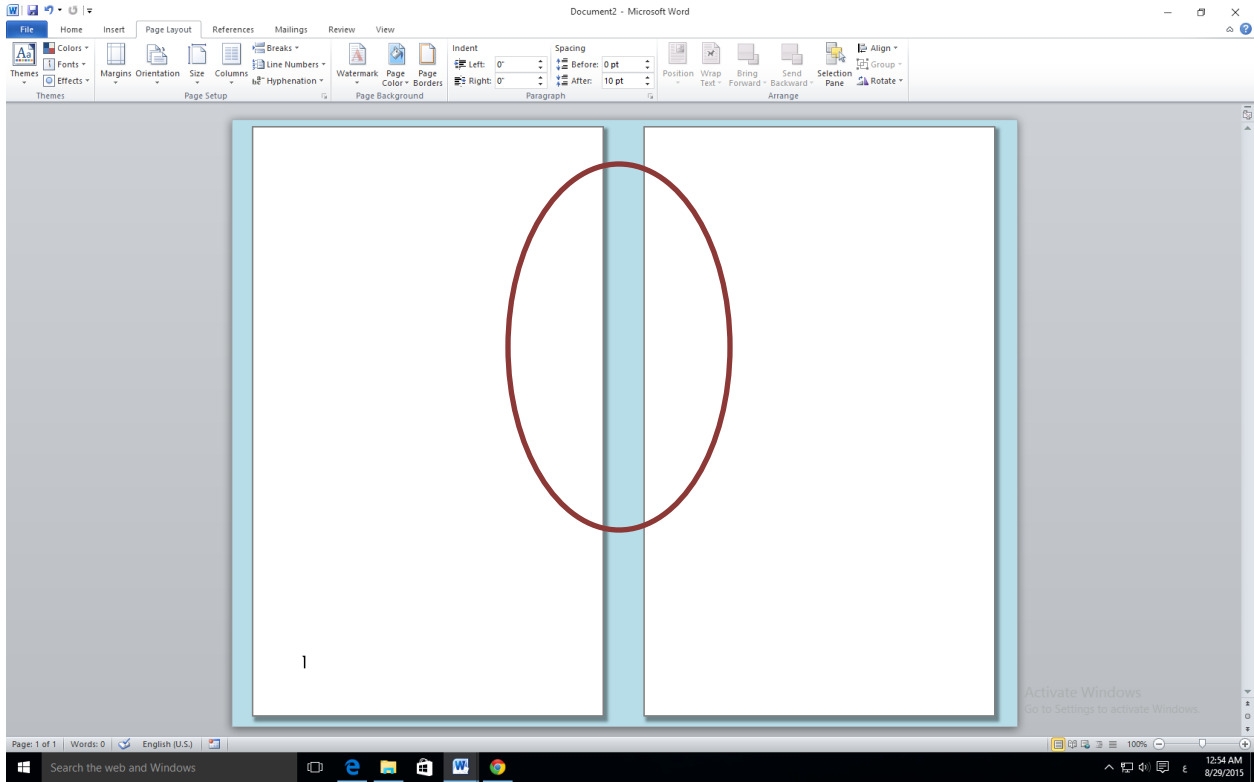 Document2 - Microsoft Word
File Home Insert Page Layout References Mailings Review View
Colors Breaks Indent Spacing Align
Fonts Line Numbers Left: 0" Before: 0 pt Group
Themes Effects Margins Orientation Size Columns Hyphenation Watermark Page Color Page Borders Right: 0" After: 10 pt Position Wrap Text Bring Forward Send Backward Selection Pane Rotate
Themes Page Setup Page Background Paragraph Arrange
1
Activate Windows
Go to Settings to activate Windows.
Page: 1 of 1 Words: 0 English (U.S.) 100%
Search the web and Windows ع 12:54 AM
8/29/2015